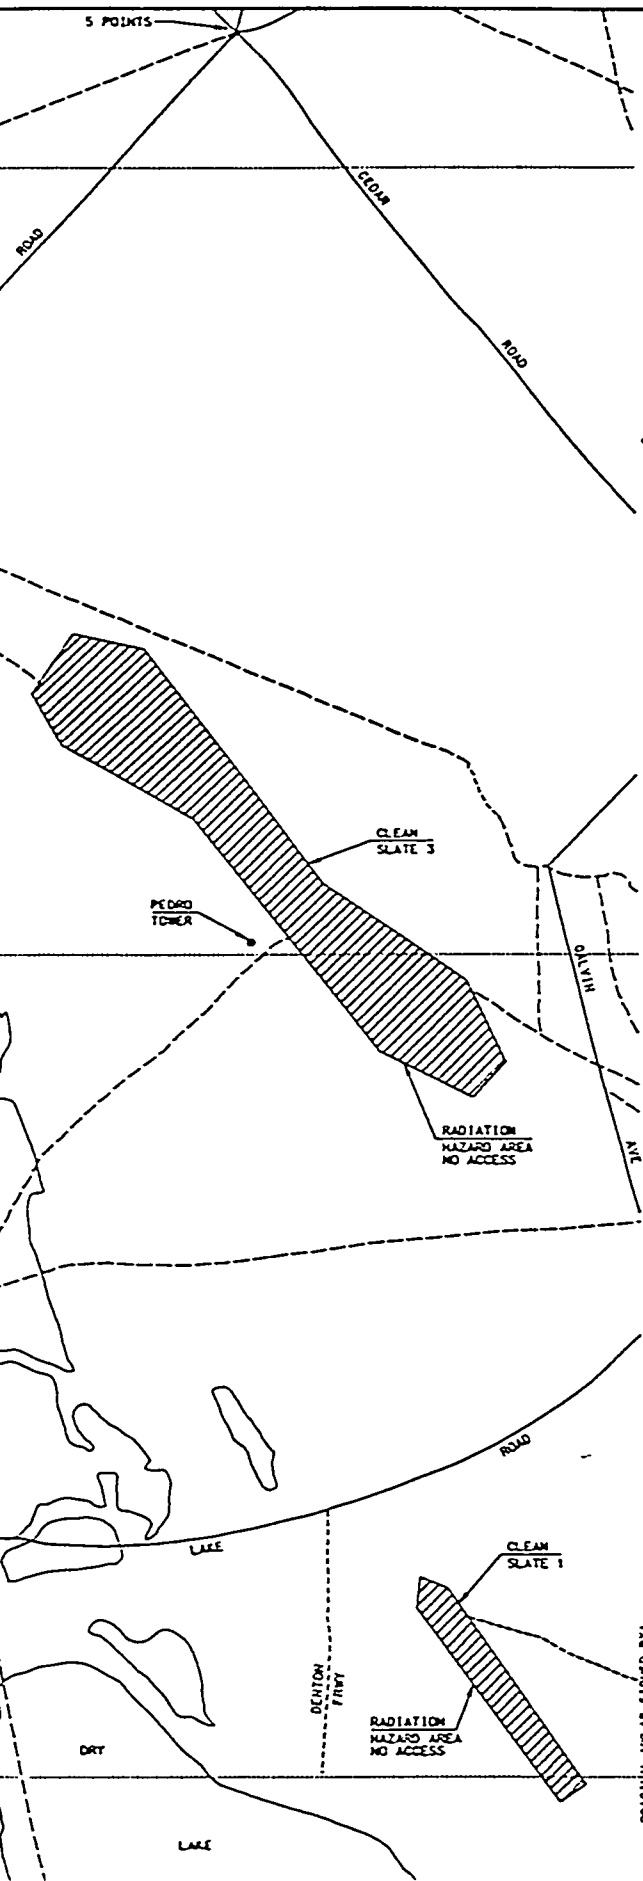 5 POINTS
CEDAR
ROAD
ROAD
CLEAN
SLATE 3
PEDRO
TOWER
GALVIN
RADIATION
HAZARD AREA
NO ACCESS
AVE
ROAD
LAKE
CLEAN
SLATE 1
DENTON
FRWY
RADIATION
HAZARD AREA
NO ACCESS
DRY
LAKE